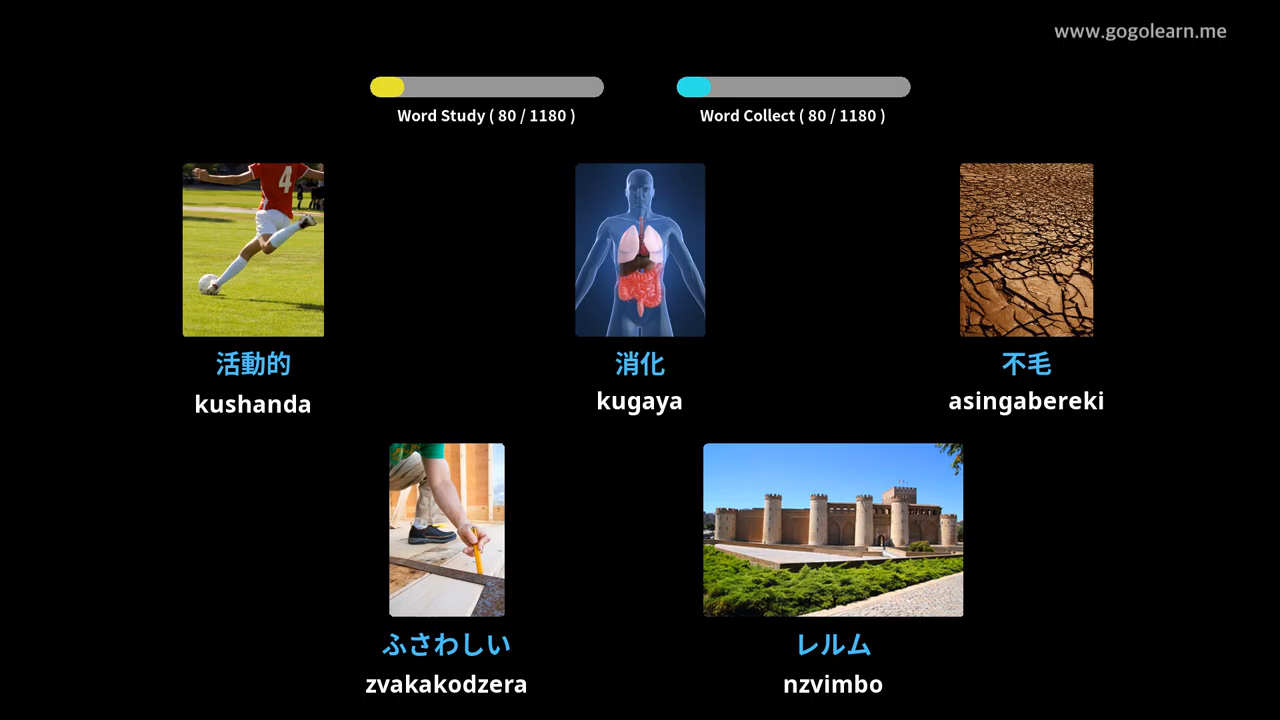 www.gogolearn.me
Word Study ( 80 / 1180 )
Word Collect ( 80 / 1180 )
4
活動的
kushanda
消化
kugaya
不毛
asingabereki
ふさわしい
zvakakodzera
レルム
nzvimbo